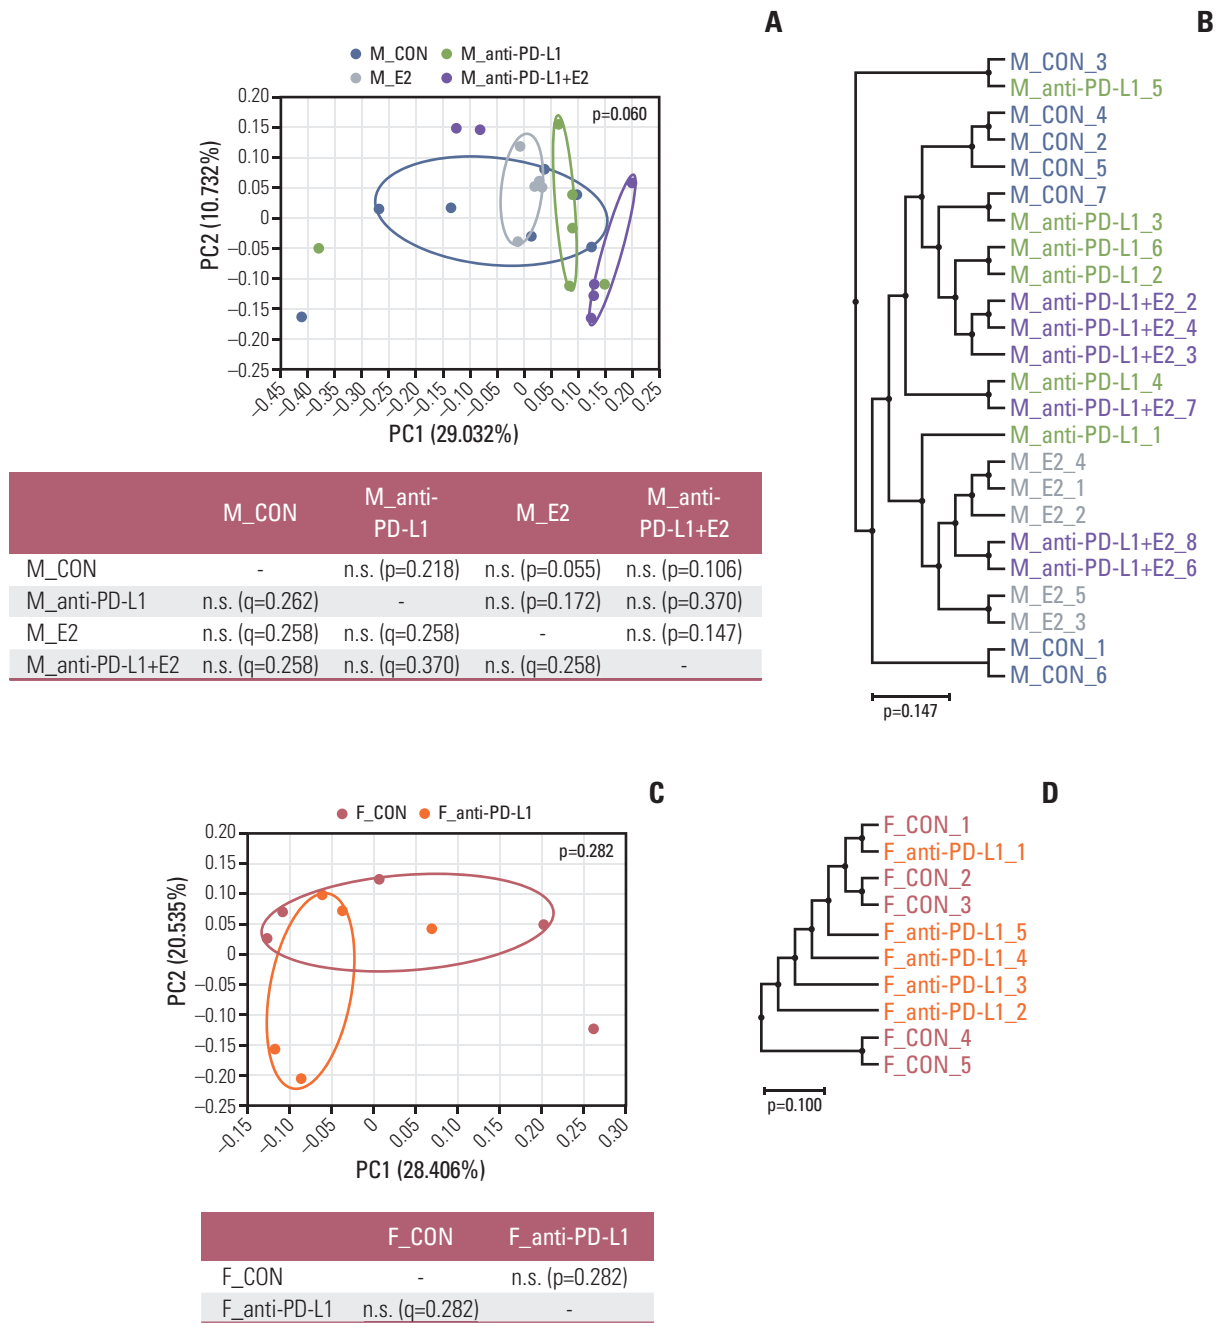 A
M_CON M_anti-PD-L1
M_E2 M_anti-PD-L1+E2
p=0.060
PC2 (10.732%)
0.20
0.15
0.10
0.05
0
−0.05
−0.10
−0.15
−0.20
−0.25
−0.45 −0.40 −0.35 −0.30 −0.25 −0.20 −0.15 −0.10 −0.05 0 0.05 0.10 0.15 0.20 0.25
PC1 (29.032%)
M_CON M_anti-PD-L1 M_E2 M_anti-PD-L1+E2
M_CON - n.s. (p=0.218) n.s. (p=0.055) n.s. (p=0.106)
M_anti-PD-L1 n.s. (q=0.262) - n.s. (p=0.172) n.s. (p=0.370)
M_E2 n.s. (q=0.258) n.s. (q=0.258) - n.s. (p=0.147)
M_anti-PD-L1+E2 n.s. (q=0.258) n.s. (q=0.370) n.s. (q=0.258) -
B
M_CON_3
M_anti-PD-L1_5
M_CON_4
M_CON_2
M_CON_5
M_CON_7
M_anti-PD-L1_3
M_anti-PD-L1_6
M_anti-PD-L1_2
M_anti-PD-L1+E2_2
M_anti-PD-L1+E2_4
M_anti-PD-L1+E2_3
M_anti-PD-L1_4
M_anti-PD-L1+E2_7
M_anti-PD-L1_1
M_E2_4
M_E2_1
M_E2_2
M_anti-PD-L1+E2_8
M_anti-PD-L1+E2_6
M_E2_5
M_E2_3
M_CON_1
M_CON_6
p=0.147
C
F_CON F_anti-PD-L1
p=0.282
PC2 (20.535%)
0.20
0.15
0.10
0.05
0
−0.05
−0.10
−0.15
−0.20
−0.25
−0.15 −0.10 −0.05 0 0.05 0.10 0.15 0.20 0.25 0.30
PC1 (28.406%)
F_CON F_anti-PD-L1
F_CON - n.s. (p=0.282)
F_anti-PD-L1 n.s. (q=0.282) -
D
F_CON_1
F_anti-PD-L1_1
F_CON_2
F_CON_3
F_anti-PD-L1_5
F_anti-PD-L1_4
F_anti-PD-L1_3
F_anti-PD-L1_2
F_CON_4
F_CON_5
p=0.100